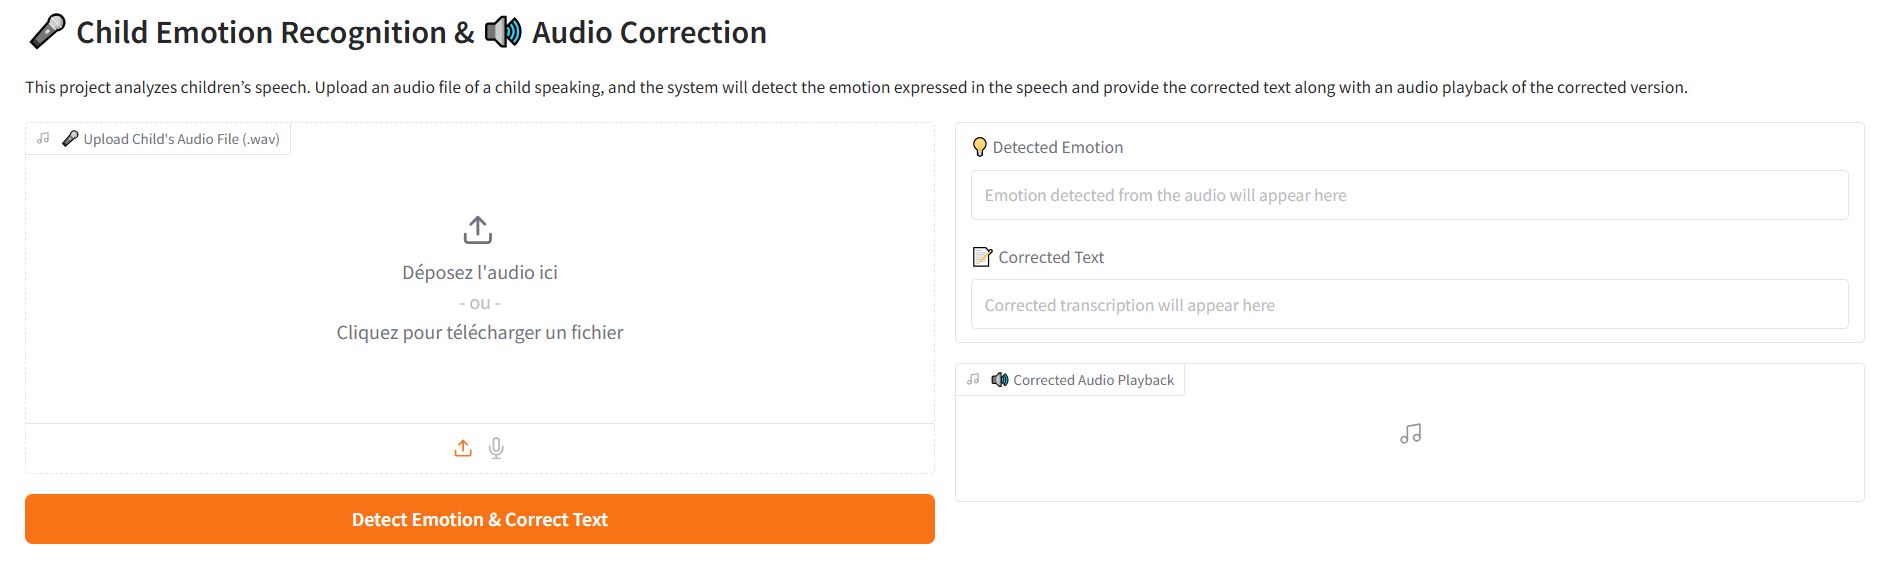 Child Emotion Recognition & Audio Correction
This project analyzes children’s speech. Upload an audio file of a child speaking, and the system will detect the emotion expressed in the speech and provide the corrected text along with an audio playback of the corrected version.
Upload Child's Audio File (.wav)
Déposez l'audio ici
- ou -
Cliquez pour télécharger un fichier
Detect Emotion & Correct Text
Detected Emotion
Emotion detected from the audio will appear here
Corrected Text
Corrected transcription will appear here
Corrected Audio Playback